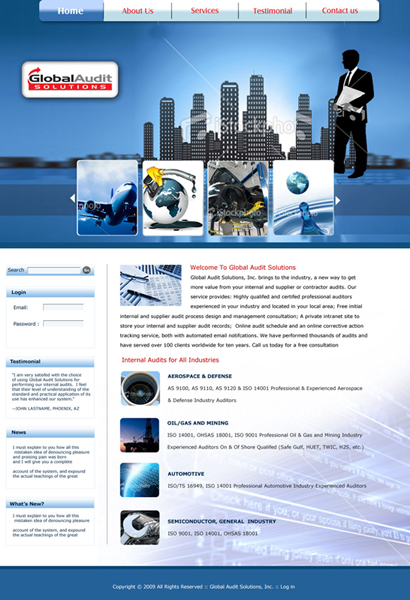 Home
About Us
Services
Testimonial
Contact us
GlobalAudit
SOLUTIONS
iStockphoto
Search
Go
Login
Email:
Password :
Testimonial
"I am very satisfied with the choice
of using Global Audit Solutions for
performing our internal audits. I feel
that their level of understanding of the
standard and practical application of its
use has enhanced our system."
—JOHN LASTNAME, PHOENIX, AZ
News
I must explain to you how all this
mistaken idea of denouncing pleasure
and praising pain was born
and I will give you a complete
account of the system, and expound
the actual teachings of the great
What's New?
I must explain to you how all this
mistaken idea of denouncing pleasure
account of the system, and expound
the actual teachings of the great
Welcome To Global Audit Solutions
Global Audit Solutions, Inc. brings to the industry, a new way to get
more value from your internal and supplier or contractor audits. Our
service provides: Highly qualifed and certified professional auditors
experienced in your industry and located in your local area; Free initial
internal and supplier audit process design and management consultation; A private intranet site to
store your internal and supplier audit records; Online audit schedule and an online corrective action
tracking service, both with automated email notifications. We have performed thousands of audits and
have served over 100 clients worldwide for ten years. Call us today for a free consultation
Internal Audits for All Industries
AEROSPACE & DEFENSE
AS 9100, AS 9110, AS 9120 & ISO 14001 Professional & Experienced Aerospace
& Defense Industry Auditors
OIL/GAS AND MINING
ISO 14001, OHSAS 18001, ISO 9001 Professional Oil & Gas and Mining Industry
Experienced Auditors On & Of Shore Qualifed (Safe Gulf, HUET, TWIC, H2S, etc.)
AUTOMOTIVE
ISO/TS 16949, ISO 14001 Professional Automotive Industry Experienced Auditors
SEMICONDUCTOR, GENERAL INDUSTRY
ISO 9001, ISO 14001, OHSAS 18001
Copyright © 2009 All Rights Reserved :: Global Audit Solutions, Inc. :: Log in